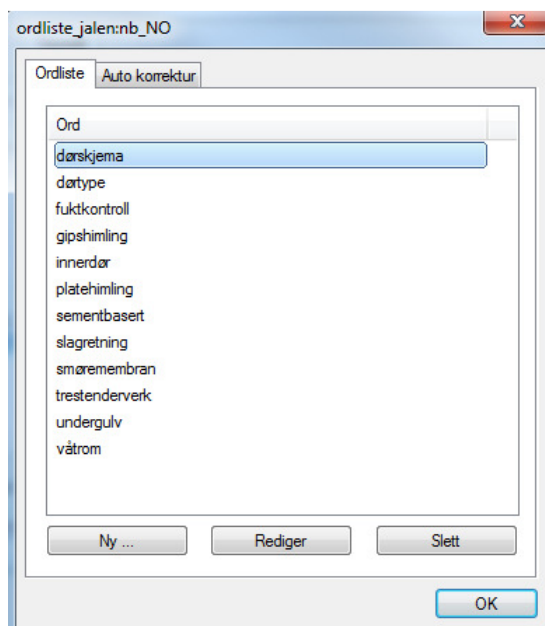 ordliste_jalen:nb_NO
Ordliste Auto korrektur
Ord
dørskjema
dørtype
fuktkontroll
gipshimling
innerdør
platehimling
sementbasert
slagretning
smøremembran
trestenderverk
undergulv
våtrom
Ny ... Rediger Slett
OK